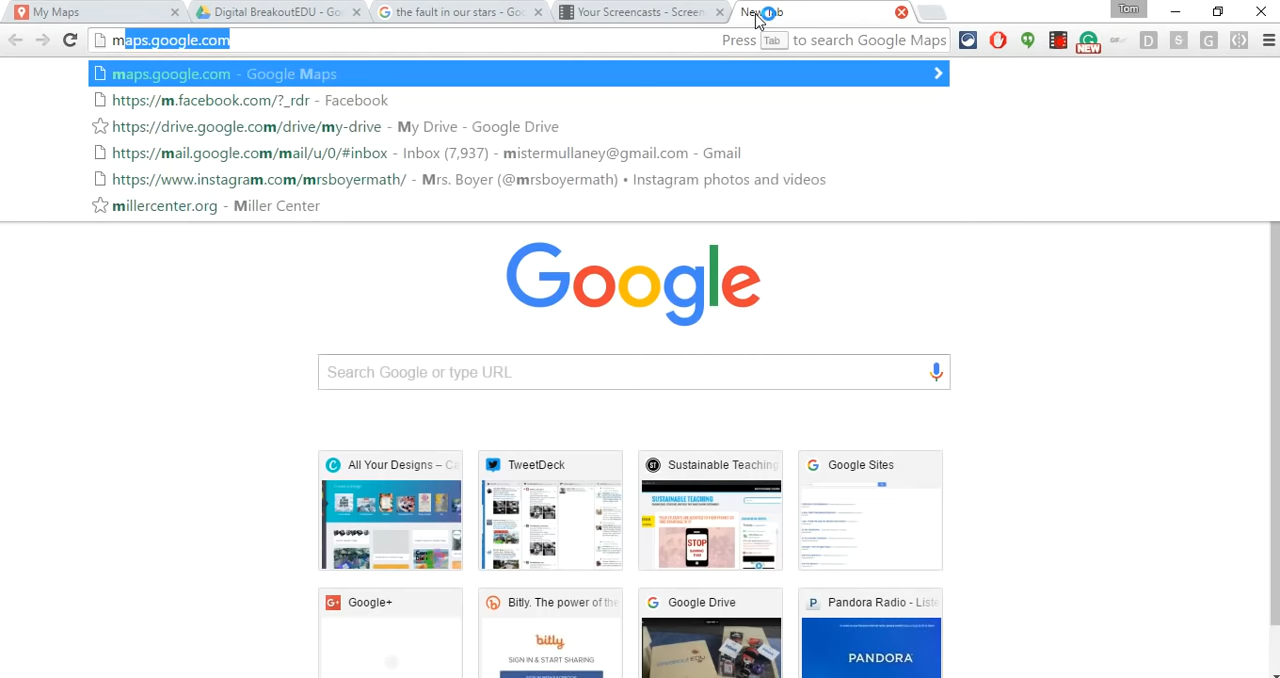 My Maps
Digital BreakoutEDU - Go
the fault in our stars - Goo
Your Screencasts - Screen
New Tab
Tom
maps.google.com
Press Tab to search Google Maps
NEW
D
G
maps.google.com - Google Maps
https://m.facebook.com/?_rdr - Facebook
https://drive.google.com/drive/my-drive - My Drive - Google Drive
https://mail.google.com/mail/u/0/#inbox - Inbox (7,937) - mistermullaney@gmail.com - Gmail
https://www.instagram.com/mrsboyermath/ - Mrs. Boyer (@mrsboyermath) • Instagram photos and videos
millercenter.org - Miller Center
Google
Search Google or type URL
All Your Designs – Ca
TweetDeck
Sustainable Teaching
Google Sites
SUSTAINABLE TEACHING
STOP
Google+
Bitly. The power of the
Google Drive
Pandora Radio - Liste
bitly
SIGN IN & START SHARING
PANDORA